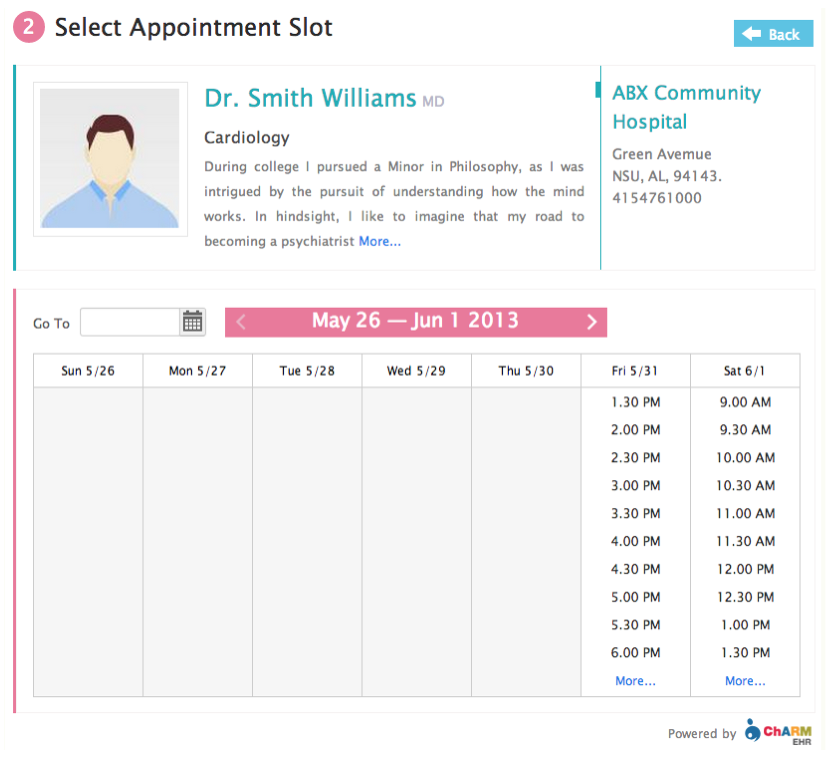 2 Select Appointment Slot
Back
Dr. Smith Williams MD
Cardiology
During college I pursued a Minor in Philosophy, as I was
intrigued by the pursuit of understanding how the mind
works. In hindsight, I like to imagine that my road to
becoming a psychiatrist More...
ABX Community
Hospital
Green Avemue
NSU, AL, 94143.
4154761000
Go To
May 26 — Jun 1 2013
Sun 5/26 Mon 5/27 Tue 5/28 Wed 5/29 Thu 5/30 Fri 5/31 Sat 6/1
1.30 PM 9.00 AM
2.00 PM 9.30 AM
2.30 PM 10.00 AM
3.00 PM 10.30 AM
3.30 PM 11.00 AM
4.00 PM 11.30 AM
4.30 PM 12.00 PM
5.00 PM 12.30 PM
5.30 PM 1.00 PM
6.00 PM 1.30 PM
More... More...
Powered by ChARM
EHR